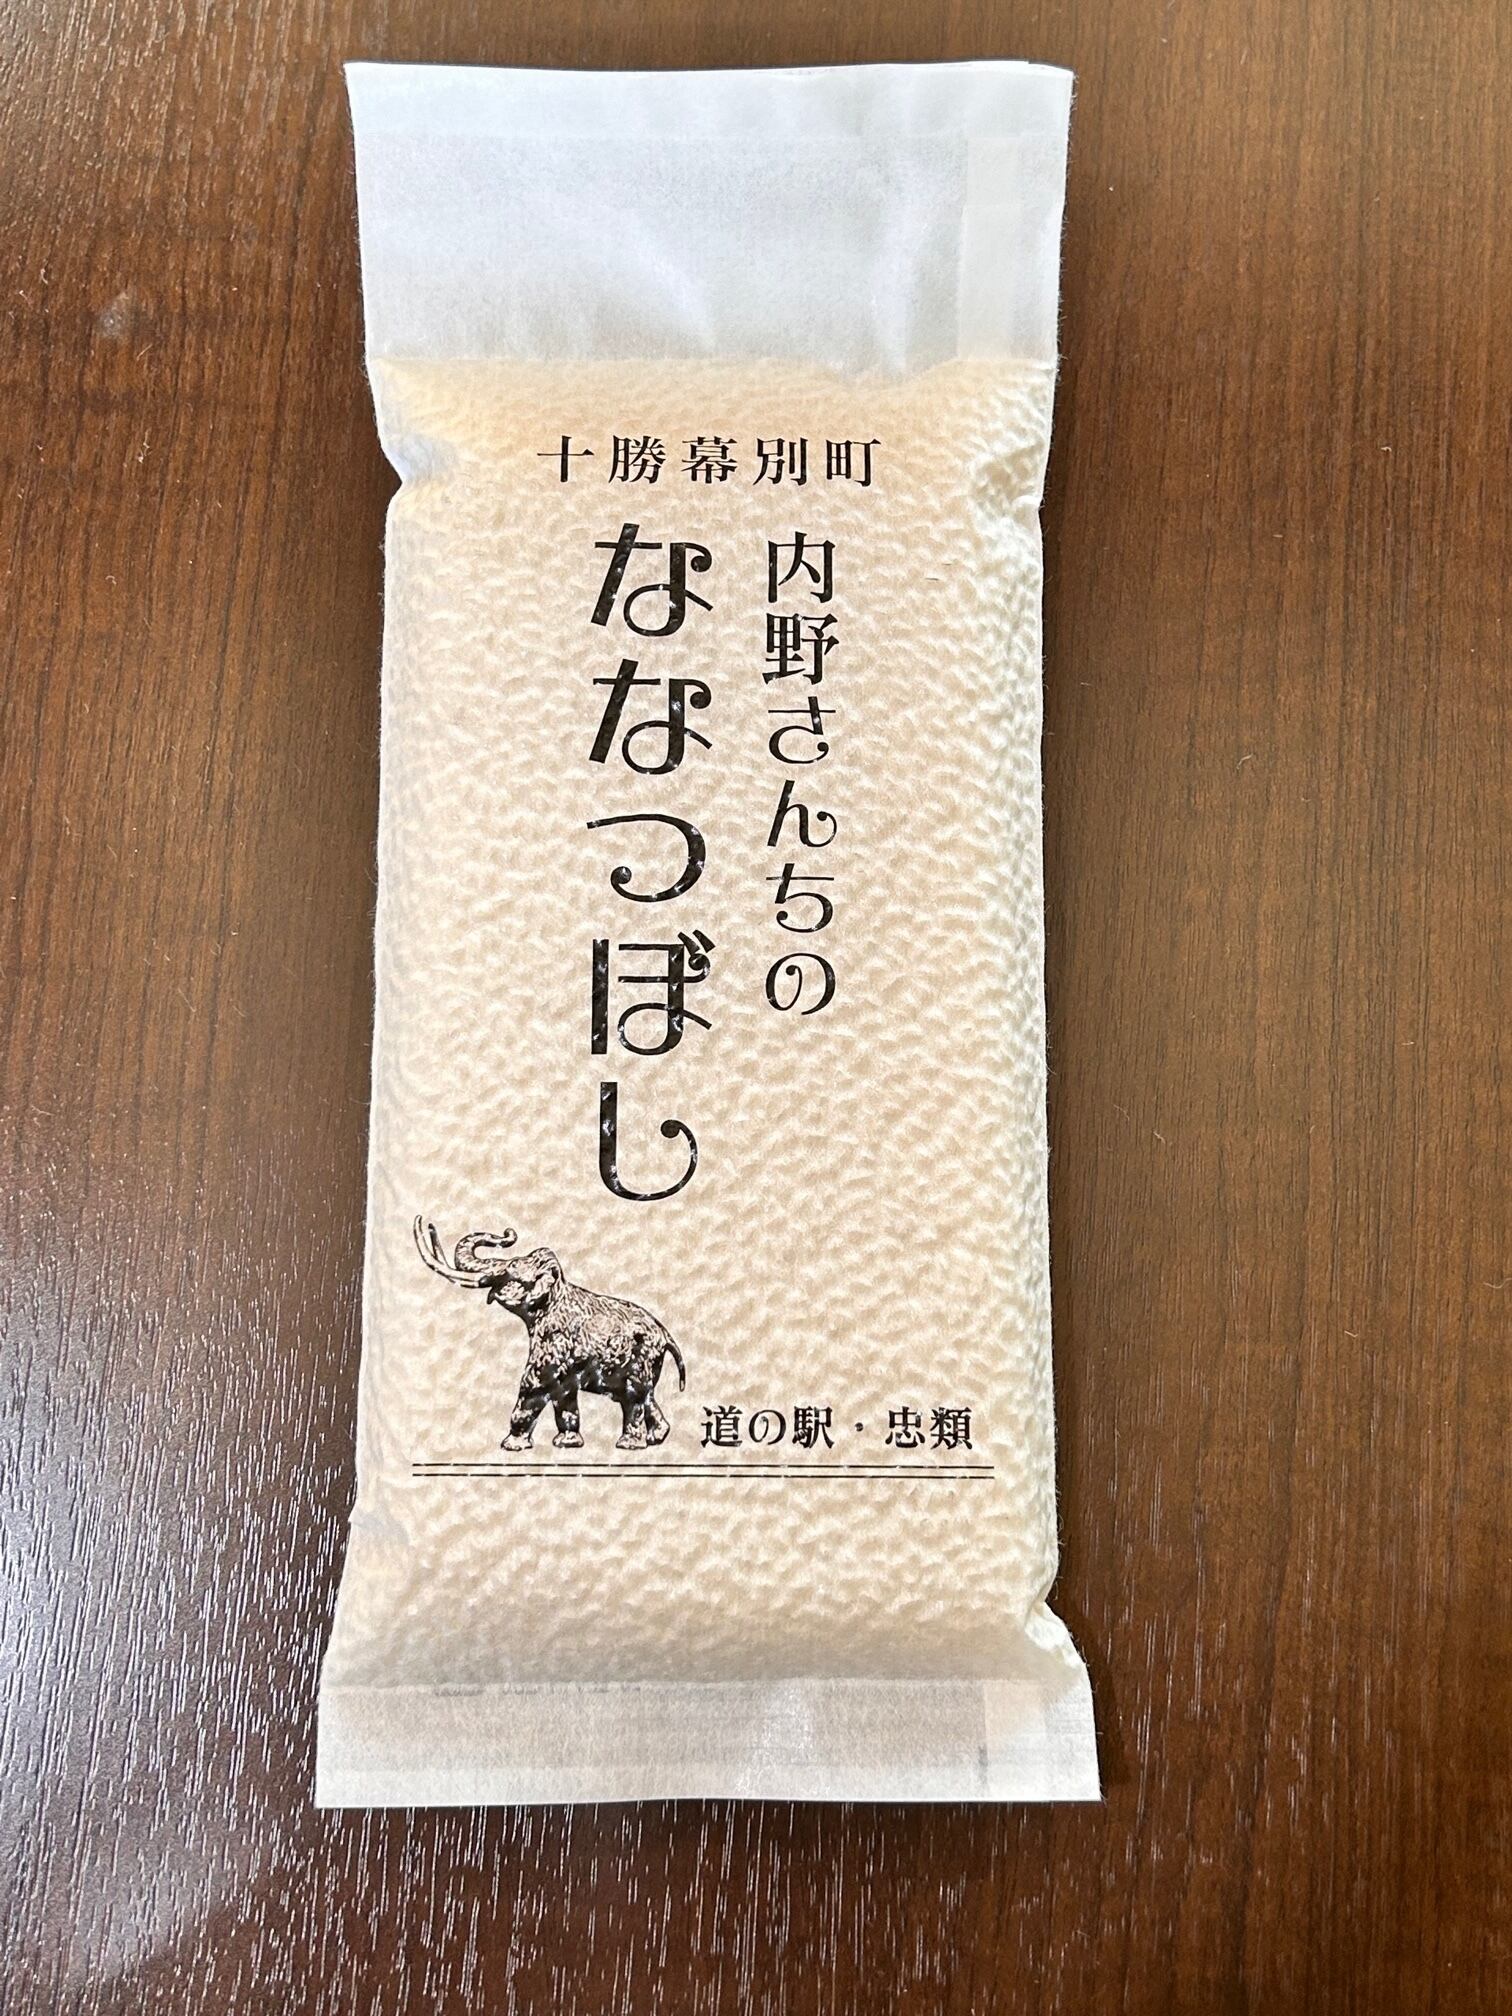 十勝幕別町
内野さんちの
ななつぼし
道の駅・忠類